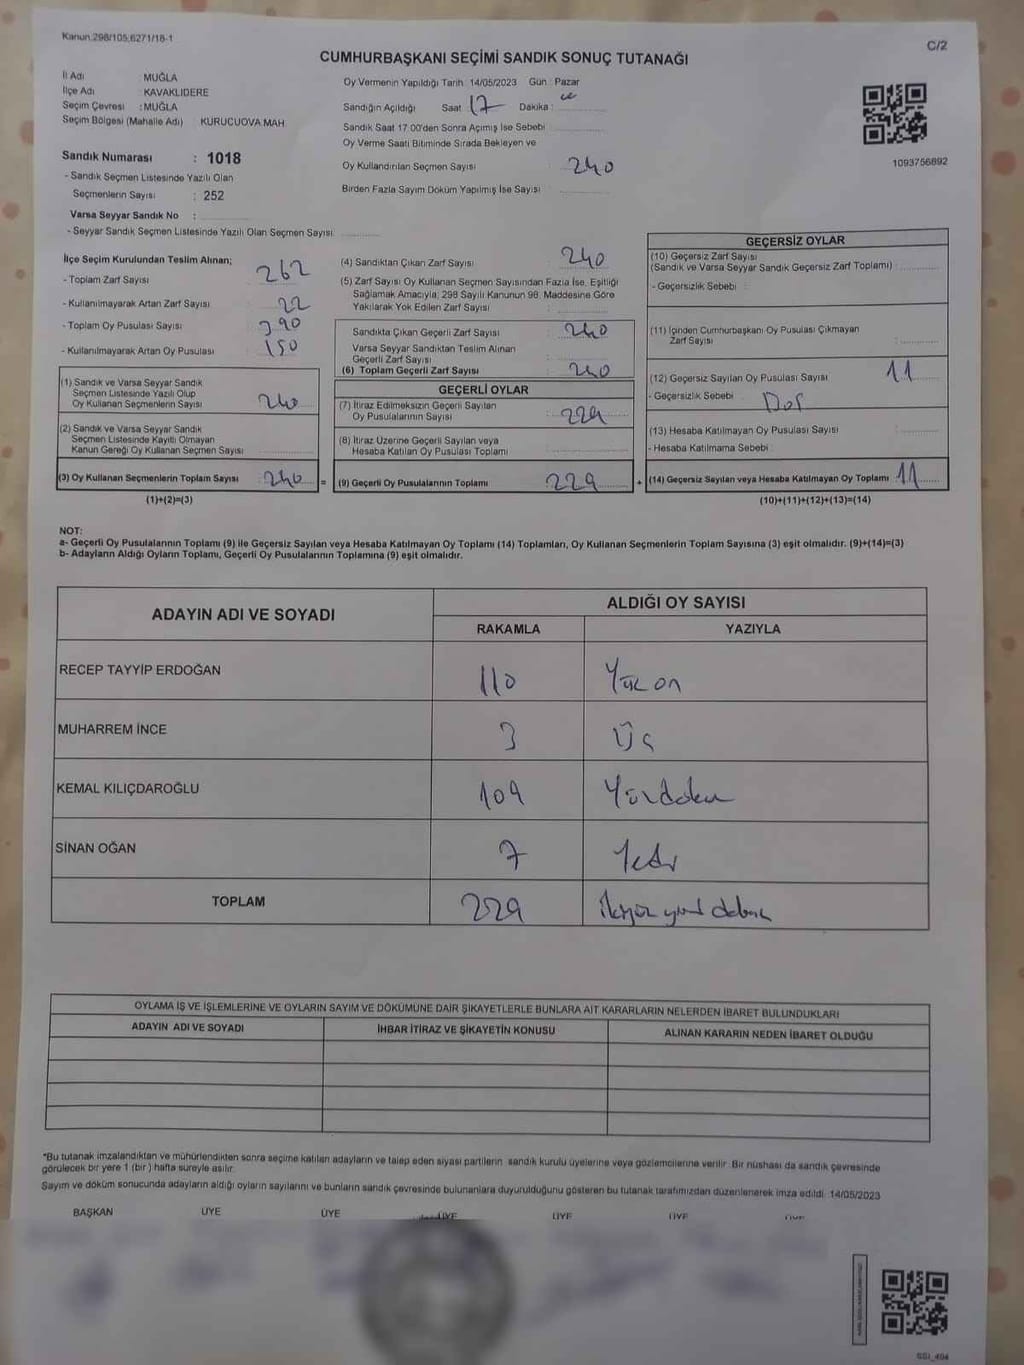 Kanun.298/105;6271/18-1
C/2
CUMHURBAŞKANI SEÇİMİ SANDIK SONUÇ TUTANAĞI
İl Adı : MUĞLA
İlçe Adı : KAVAKLIDERE
Seçim Çevresi : MUĞLA
Seçim Bölgesi (Mahalle Adı) KURUCUOVA MAH.
Sandık Numarası : 1018
- Sandık Seçmen Listesinde Yazılı Olan
Seçmenlerin Sayısı : 252
Varsa Seyyar Sandık No :
- Seyyar Sandık Seçmen Listesinde Yazılı Olan Seçmen Sayısı
Oy Vermenin Yapıldığı Tarih 14/05/2023 Gün : Pazar
Sandığın Açıldığı Saat 17 Dakika :
Sandık Saat 17:00'den Sonra Açımış İse Sebebi
Oy Verme Saati Bitiminde Sırada Bekleyen ve
Oy Kullandırılan Seçmen Sayısı 240
Birden Fazla Sayım Döküm Yapılmış İse Sayısı
1093756892
İlçe Seçim Kurulundan Teslim Alınan;
- Toplam Zarf Sayısı 262
- Kullanılmayarak Artan Zarf Sayısı 22
- Toplam Oy Pusulası Sayısı 390
- Kullanılmayarak Artan Oy Pusulası 150
(1) Sandık ve Varsa Seyyar Sandık
Seçmen Listesinde Yazılı Olup
Oy Kullanan Seçmenlerin Sayısı 240
(2) Sandık ve Varsa Seyyar Sandık
Seçmen Listesinde Kayıtlı Olmayan
Kanun Gereği Oy Kullanan Seçmen Sayısı
(3) Oy Kullanan Seçmenlerin Toplam Sayısı 240 =
(1)+(2)=(3)
(4) Sandıktan Çıkan Zarf Sayısı 240
(5) Zarf Sayısı Oy Kullanan Seçmen Sayısından Fazla İse, Eşitliği
Sağlamak Amacıyla; 298 Sayılı Kanunun 98. Maddesine Göre
Yakılarak Yok Edilen Zarf Sayısı :
Sandıkta Çıkan Geçerli Zarf Sayısı : 240
Varsa Seyyar Sandıktan Teslim Alınan
Geçerli Zarf Sayısı :
(6) Toplam Geçerli Zarf Sayısı : 240
GEÇERLİ OYLAR
(7) İtiraz Edilmeksizin Geçerli Sayılan
Oy Pusulalarının Sayısı : 229
(8) İtiraz Üzerine Geçerli Sayılan veya
Hesaba Katılan Oy Pusulası Toplamı :
(9) Geçerli Oy Pusulalarının Toplamı 229 +
GEÇERSİZ OYLAR
(10) Geçersiz Zarf Sayısı
(Sandık ve Varsa Seyyar Sandık Geçersiz Zarf Toplamı) :
- Geçersizlik Sebebi :
(11) İçinden Cumhurbaşkanı Oy Pusulası Çıkmayan
Zarf Sayısı :
(12) Geçersiz Sayılan Oy Pusulası Sayısı : 11
- Geçersizlik Sebebi
(13) Hesaba Katılmayan Oy Pusulası Sayısı
- Hesaba Katılmama Sebebi
(14) Geçersiz Sayılan veya Hesaba Katılmayan Oy Toplamı 11
(10)+(11)+(12)+(13)=(14)
NOT:
a- Geçerli Oy Pusulalarının Toplamı (9) ile Geçersiz Sayılan veya Hesaba Katılmayan Oy Toplamı (14) Toplamları, Oy Kullanan Seçmenlerin Toplam Sayısına (3) eşit olmalıdır. (9)+(14)=(3)
b- Adayların Aldığı Oyların Toplamı, Geçerli Oy Pusulalarının Toplamına (9) eşit olmalıdır.
ADAYIN ADI VE SOYADI
ALDIĞI OY SAYISI
RAKAMLA YAZIYLA
RECEP TAYYİP ERDOĞAN 110 Yüz on
MUHARREM İNCE 3 Üç
KEMAL KILIÇDAROĞLU 109 Yüzdokuz
SİNAN OĞAN 7 Yedi
TOPLAM 229 ikiyüz yirmi dokuz
OYLAMA İŞ VE İŞLEMLERİNE VE OYLARIN SAYIM VE DÖKÜMÜNE DAİR ŞİKAYETLERLE BUNLARA AİT KARARLARIN NELERDEN İBARET BULUNDUKLARI
ADAYIN ADI VE SOYADI İHBAR İTİRAZ VE ŞİKAYETİN KONUSU ALINAN KARARIN NEDEN İBARET OLDUĞU
*Bu tutanak imzalandıktan ve mühürlendikten sonra seçime katılan adayların ve talep eden siyasi partilerin sandık kurulu üyelerine veya gözlemcilerine verilir. Bir nüshası da sandık çevresinde
görülecek bir yere 1 (bir) hafta süreyle asılır.
Sayım ve döküm sonucunda adayların aldığı oyların sayılarını ve bunların sandık çevresinde bulunanlara duyurulduğunu gösteren bu tutanak tarafımızdan düzenlenerek imza edildi. 14/05/2023
BAŞKAN ÜYE ÜYE ÜYE ÜYE ÜYE ÜYE